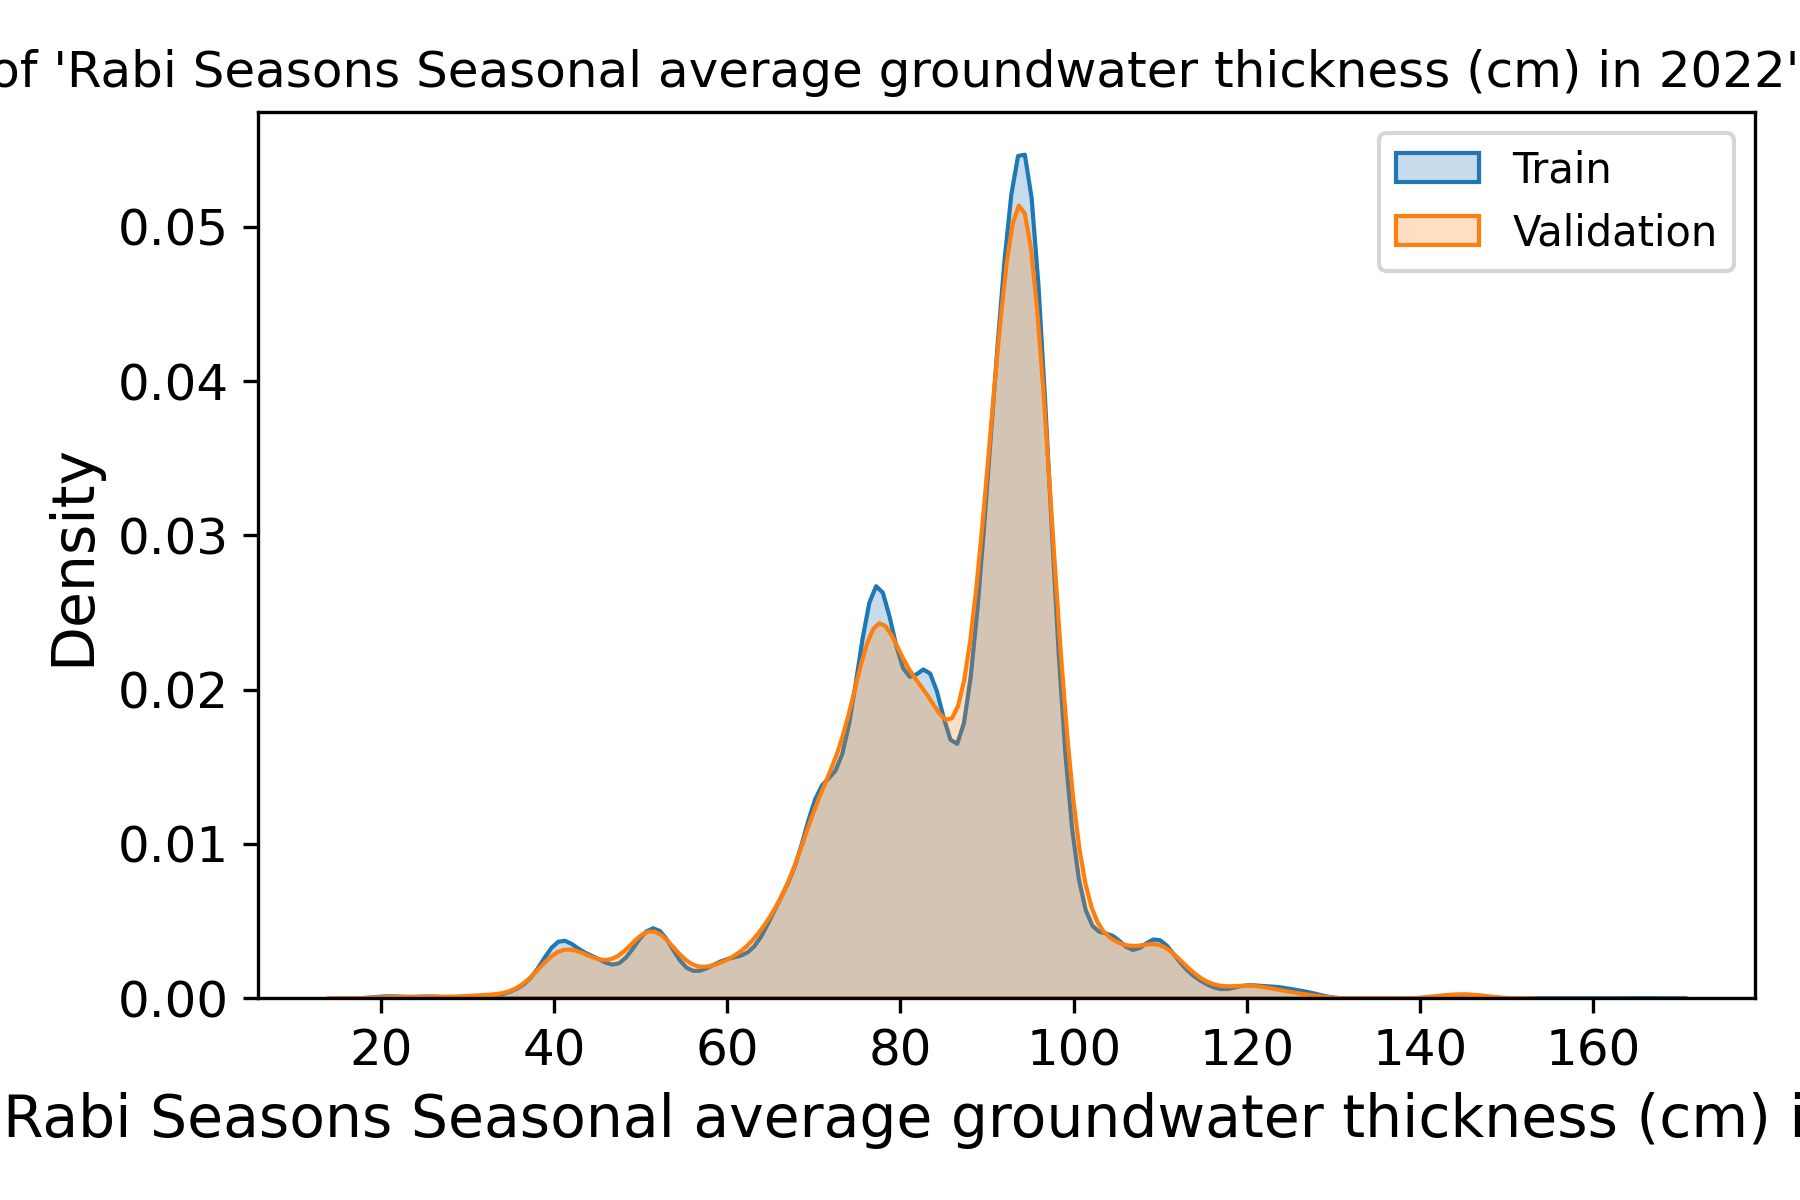 of 'Rabi Seasons Seasonal average groundwater thickness (cm) in 2022'
Train
Validation
Density
0.05
0.04
0.03
0.02
0.01
0.00
20 40 60 80 100 120 140 160
Rabi Seasons Seasonal average groundwater thickness (cm) i